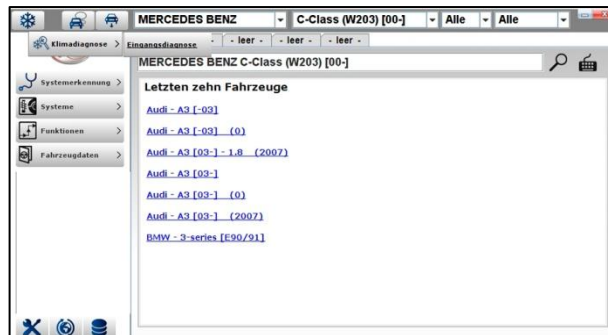 MERCEDES BENZ C-Class (W203) [00-] Alle Alle
Klimadiagnose > Eingangsdiagnose - - leer - - leer - - leer -
MERCEDES BENZ C-Class (W203) [00-]
Systemerkennung >
Systeme >
Funktionen >
Fahrzeugdaten >
Letzten zehn Fahrzeuge
Audi - A3 [-03]
Audi - A3 [-03] (0)
Audi - A3 [03-] - 1.8 (2007)
Audi - A3 [03-]
Audi - A3 [03-] (0)
Audi - A3 [03-] (2007)
BMW - 3-series [E90/91]